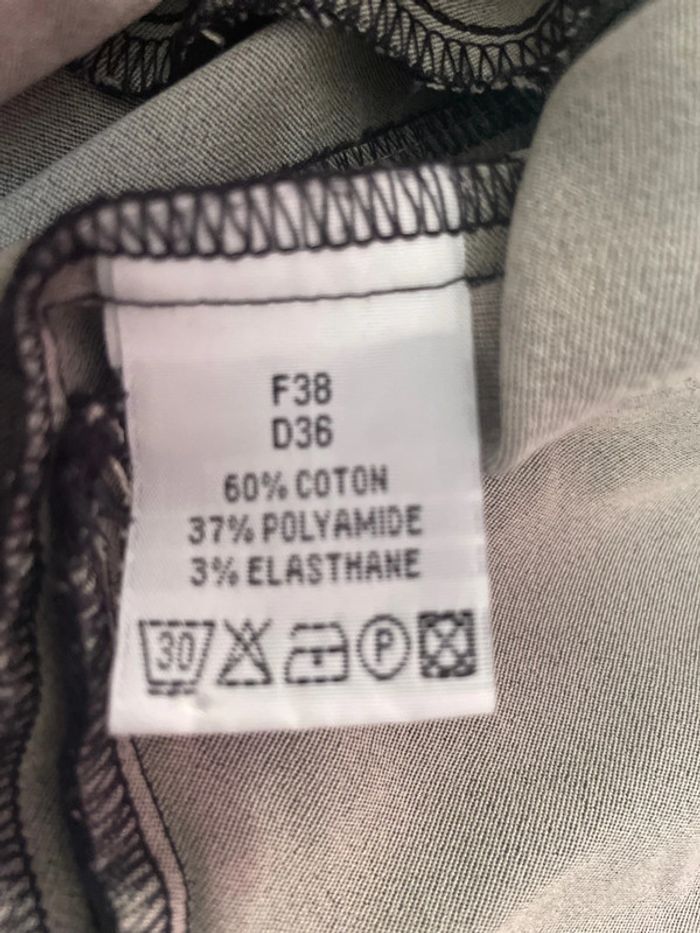 F38
D36
60% COTON
37% POLYAMIDE
3% ELASTHANE
30 P